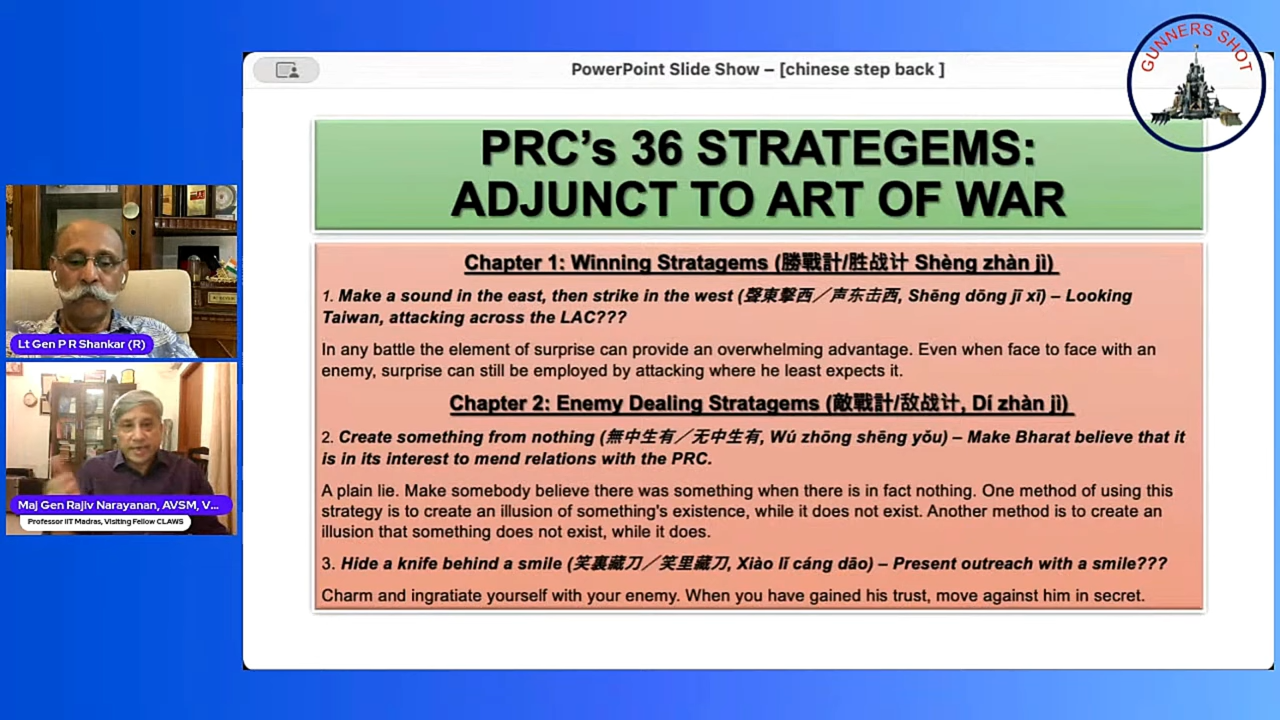 GUNNERS SHOT
PowerPoint Slide Show – [chinese step back ]
PRC’s 36 STRATEGEMS:
ADJUNCT TO ART OF WAR
Chapter 1: Winning Stratagems (勝戰計/胜战计 Shèng zhàn jì)
1. Make a sound in the east, then strike in the west (聲東擊西／声东击西, Shēng dōng jī xī) – Looking
Taiwan, attacking across the LAC???
In any battle the element of surprise can provide an overwhelming advantage. Even when face to face with an
enemy, surprise can still be employed by attacking where he least expects it.
Chapter 2: Enemy Dealing Stratagems (敵戰計/敌战计, Dí zhàn jì)
2. Create something from nothing (無中生有／无中生有, Wú zhōng shēng yǒu) – Make Bharat believe that it
is in its interest to mend relations with the PRC.
A plain lie. Make somebody believe there was something when there is in fact nothing. One method of using this
strategy is to create an illusion of something's existence, while it does not exist. Another method is to create an
illusion that something does not exist, while it does.
3. Hide a knife behind a smile (笑裏藏刀／笑里藏刀, Xiào lǐ cáng dāo) – Present outreach with a smile???
Charm and ingratiate yourself with your enemy. When you have gained his trust, move against him in secret.
Lt Gen P R Shankar (R)
Maj Gen Rajiv Narayanan, AVSM, V...
Professor IIT Madras, Visiting Fellow CLAWS